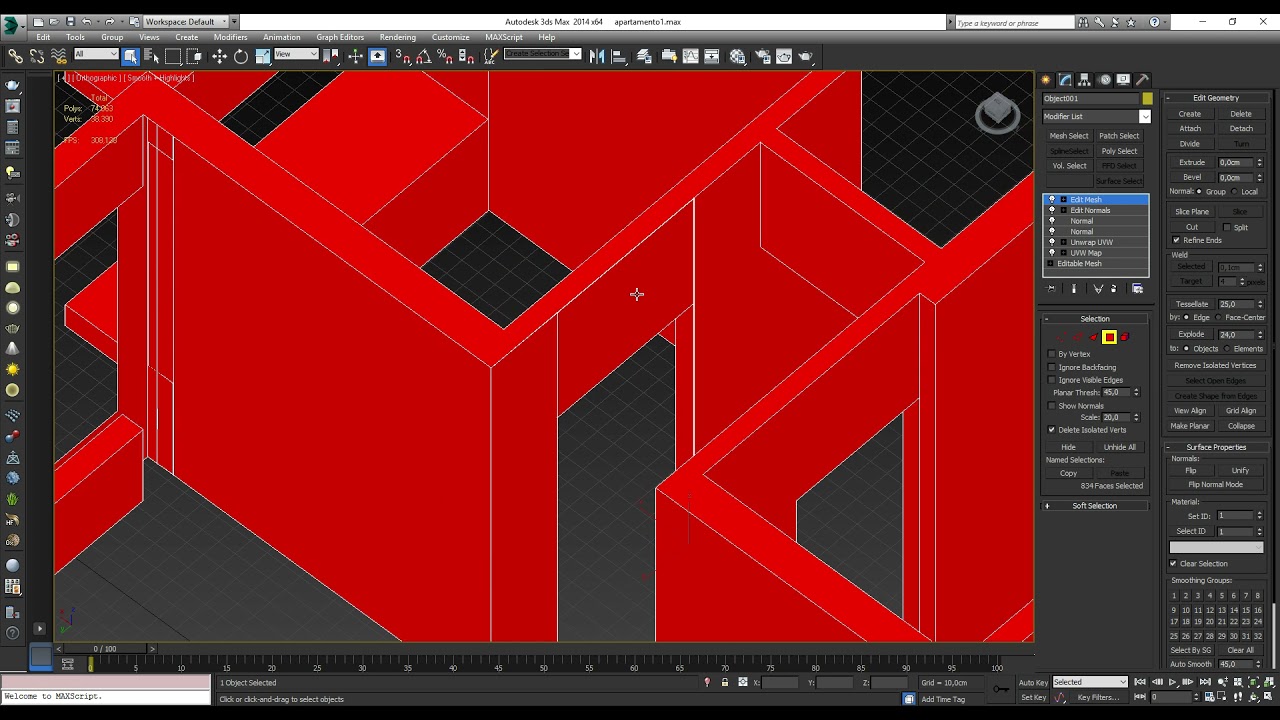 Workspace: Default
Autodesk 3ds Max 2014 x64 apartamento1.max
Type a keyword or phrase
Edit Tools Group Views Create Modifiers Animation Graph Editors Rendering Customize MAXScript Help
All
View
[ Orthographic ] [ Smooth + Highlights ]
Total
Polys:
Verts: 38.390
FPS: 308,128
Object001
Modifier List
Mesh Select Patch Select
SplineSelect Poly Select
Vol. Select FFD Select
Surface Select
Edit Mesh
Edit Normals
Normal
Normal
Unwrap UVW
UVW Map
Editable Mesh
Selection
By Vertex
Ignore Backfacing
Ignore Visible Edges
Planar Thresh: 45,0
Show Normals
Scale: 20,0
Delete Isolated Verts
Hide Unhide All
Named Selections:
Copy Paste
834 Faces Selected
Soft Selection
Edit Geometry
Create Delete
Attach Detach
Divide Turn
Extrude 0,0cm
Bevel 0,0cm
Normal: Group Local
Slice Plane Slice
Cut Split
Refine Ends
Weld
Selected 0,1cm
Target 4 pixels
Tessellate 25,0
by: Edge Face-Center
Explode 24,0
to: Objects Elements
Remove Isolated Vertices
Select Open Edges
Create Shape from Edges
View Align Grid Align
Make Planar Collapse
Surface Properties
Normals:
Flip Unify
Flip Normal Mode
Material:
Set ID: 1
Select ID 1
Clear Selection
Smoothing Groups:
1 2 3 4 5 6 7 8
9 10 11 12 13 14 15 16
17 18 19 20 21 22 23 24
25 26 27 28 29 30 31 32
Select By SG Clear All
Auto Smooth 45,0
0 / 100
0 5 10 15 20 25 30 35 40 45 50 55 60 65 70 75 80 85 90 95 100
1 Object Selected
X: Y: Z: Grid = 10,0cm
Auto Key Selected
Welcome to MAXScript.
Click or click-and-drag to select objects
Add Time Tag
Set Key Key Filters...
0